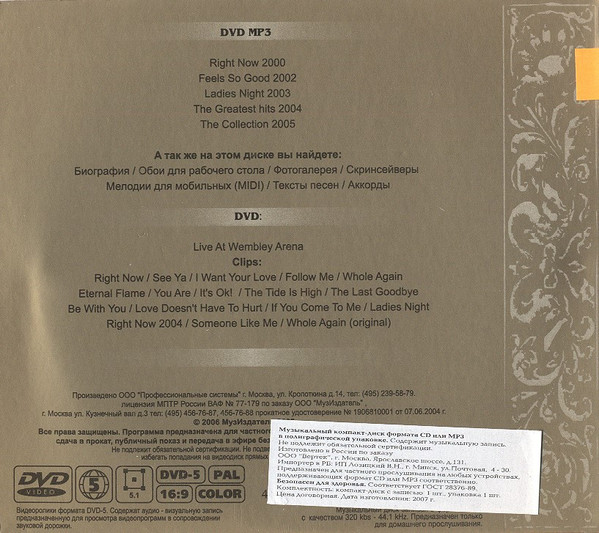 DVD MP3
Right Now 2000
Feels So Good 2002
Ladies Night 2003
The Greatest hits 2004
The Collection 2005
А так же на этом диске вы найдете:
Биография / Обои для рабочего стола / Фотогалерея / Скринсейверы
Мелодии для мобильных (MIDI) / Тексты песен / Аккорды
DVD:
Live At Wembley Arena
Clips:
Right Now / See Ya / I Want Your Love / Follow Me / Whole Again
Eternal Flame / You Are / It's Ok! / The Tide Is High / The Last Goodbye
Be With You / Love Doesn't Have To Hurt / If You Come To Me / Ladies Night
Right Now 2004 / Someone Like Me / Whole Again (original)
Произведено ООО "Профессиональные системы" г. Москва, ул. Кропоткина д.14, тел: (495) 239-58-79.
лицензия МПТР России ВАФ № 77-179 по заказу ООО "МузИздатель",
г. Москва ул. Кузнечный вал д.3 тел: (495) 456-76-87, 456-76-88 прокатное удостоверение № 1906810001 от 07.06.2004 г.
© 2006 МузИздател
Все права защищены. Программа предназначена для частног
сдача в прокат, публичный показ и передача в эфире без
Не подлежит обязательной сертификации. Не подве
- избегать попадания на видеодиск прямых
Музыкальный компакт-диск формата CD или MP3
в полиграфической упаковке. Содержит музыкальную запись.
Не подлежит обязательной сертификации.
Изготовлено в России по заказу
ООО "Вортекс", г. Москва, Ярославское шоссе, д.131.
Импортер в РБ: ИП Лозицкий В.Н., г. Минск, ул.Почтовая, 4 - 30.
Предназначен для частного прослушивания на любых устройствах,
поддерживающих формат CD или MP3 соответственно.
Безопасен для здоровья. Соответствует ГОСТ 28376-89.
Комплектность: компакт-диск с записью 1 шт., упаковка 1 шт.
Цена договорная. Дата изготовления: 2007 г.
DVD VIDEO
5
5.1
DVD-5 PAL
16:9 COLOR
4
Видеоролики формата DVD-5. Содержат аудио - визуальную запись
предназначенную для просмотра видеопрограмм в сопровождении
звуковой дорожки.
с качеством 320 kbs - 44.1 kHz. Только
для домашнего прослушивания.